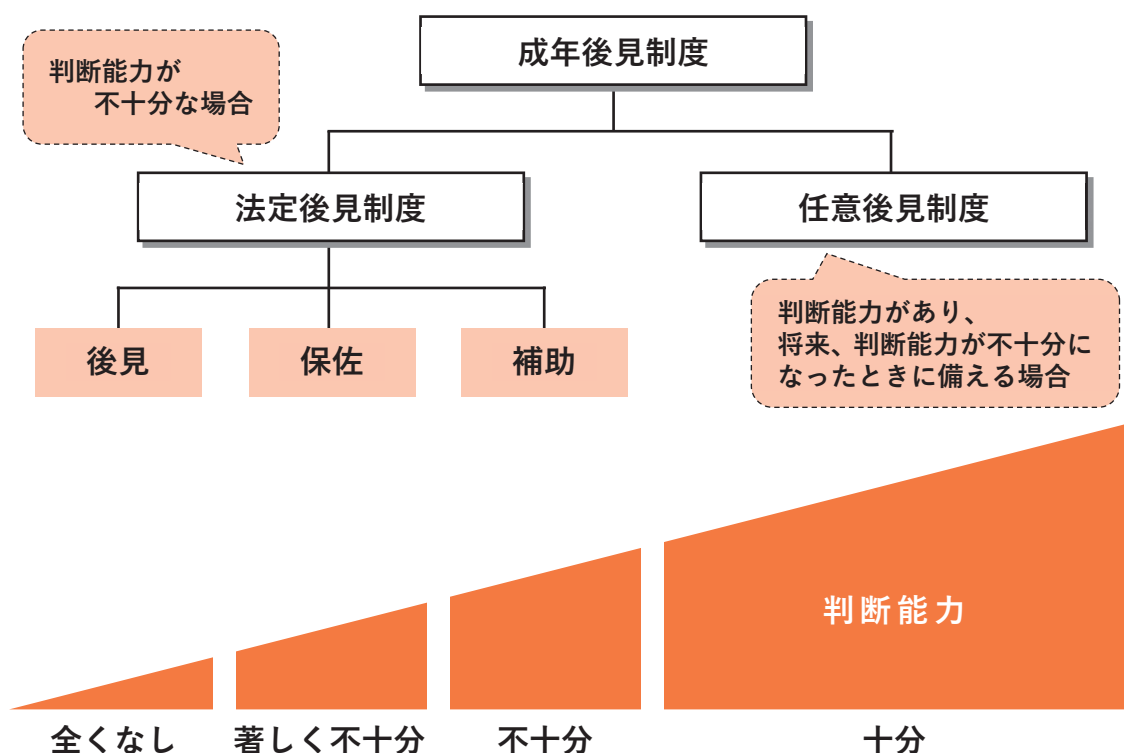 成年後見制度
判断能力が
不十分な場合
法定後見制度
任意後見制度
判断能力があり、
将来、判断能力が不十分に
なったときに備える場合
後見
保佐
補助
判断能力
全くなし
著しく不十分
不十分
十分